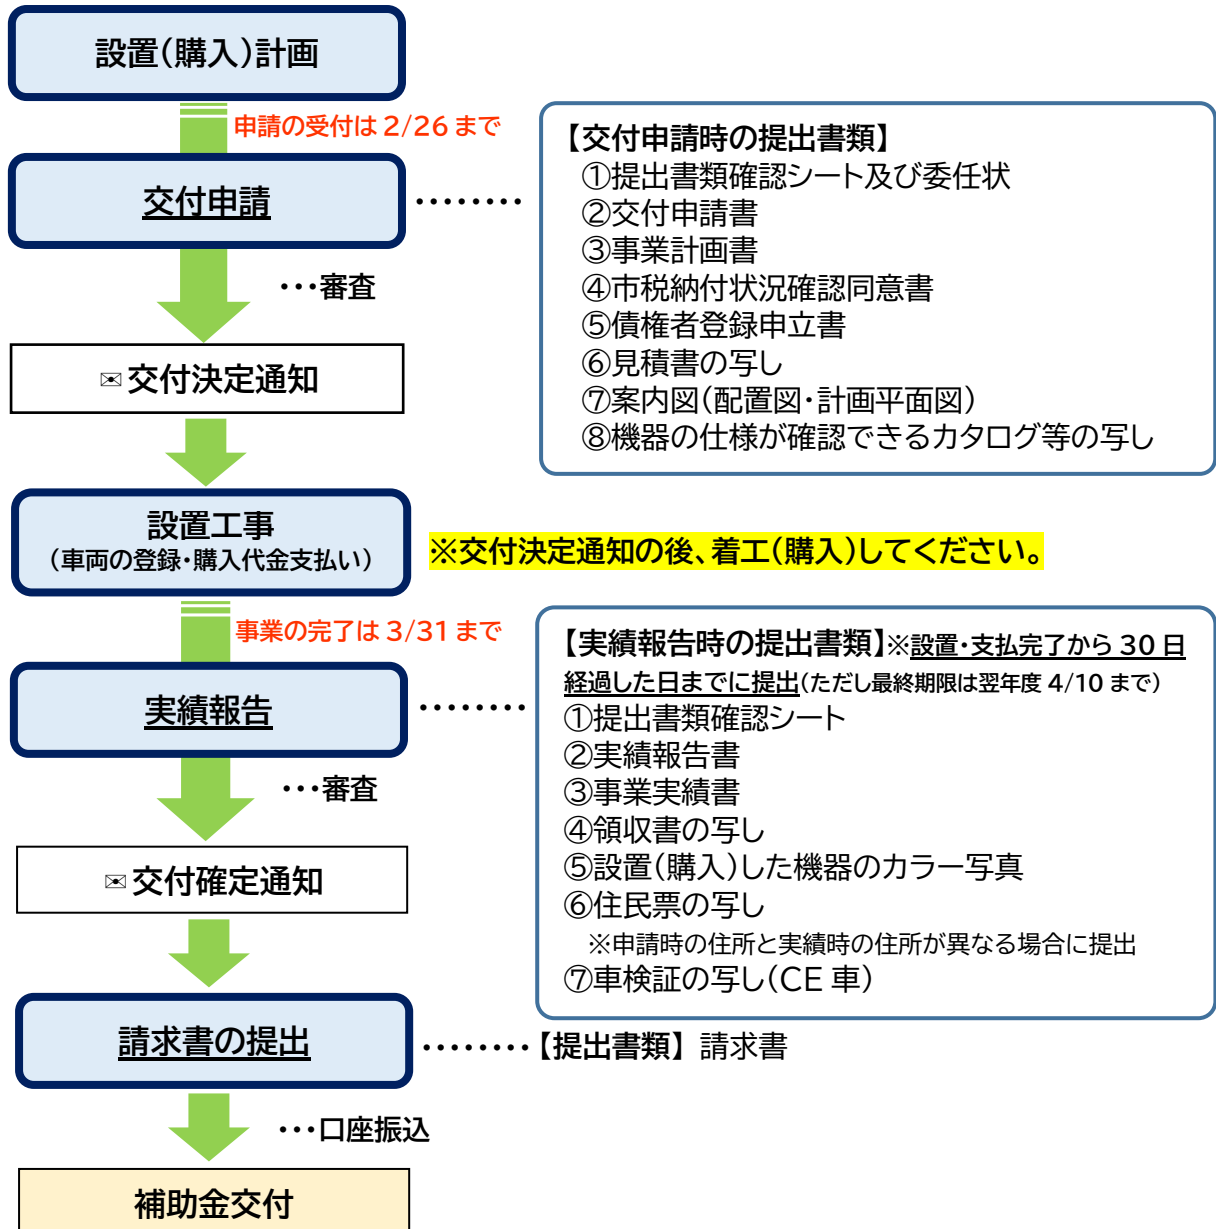 設置(購入)計画
申請の受付は 2/26 まで
交付申請
・・・・・・・・
【交付申請時の提出書類】
①提出書類確認シート及び委任状
②交付申請書
③事業計画書
④市税納付状況確認同意書
⑤債権者登録申立書
⑥見積書の写し
⑦案内図(配置図・計画平面図)
⑧機器の仕様が確認できるカタログ等の写し
・・・審査
✉交付決定通知
設置工事
(車両の登録・購入代金支払い)
※交付決定通知の後、着工(購入)してください。
事業の完了は 3/31 まで
実績報告
・・・・・・・・
【実績報告時の提出書類】※設置・支払完了から 30 日
経過した日までに提出(ただし最終期限は翌年度 4/10 まで)
①提出書類確認シート
②実績報告書
③事業実績書
④領収書の写し
⑤設置(購入)した機器のカラー写真
⑥住民票の写し
※申請時の住所と実績時の住所が異なる場合に提出
⑦車検証の写し(CE 車)
・・・審査
✉交付確定通知
請求書の提出
・・・・・・・・【提出書類】 請求書
・・・口座振込
補助金交付